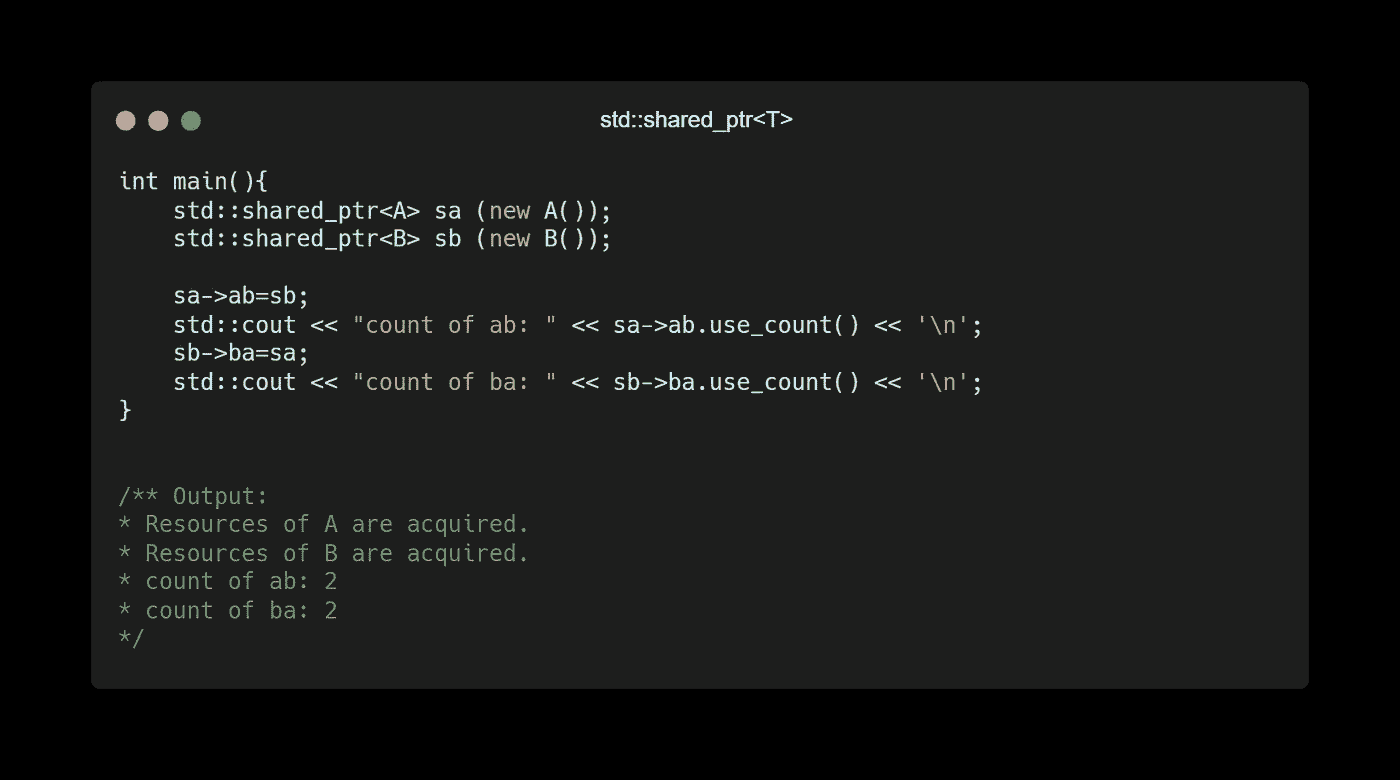 std::shared_ptr<T>
int main(){
    std::shared_ptr<A> sa (new A());
    std::shared_ptr<B> sb (new B());
    sa->ab=sb;
    std::cout << "count of ab: " << sa->ab.use_count() << '\n';
    sb->ba=sa;
    std::cout << "count of ba: " << sb->ba.use_count() << '\n';
}
/** Output:
* Resources of A are acquired.
* Resources of B are acquired.
* count of ab: 2
* count of ba: 2
*/